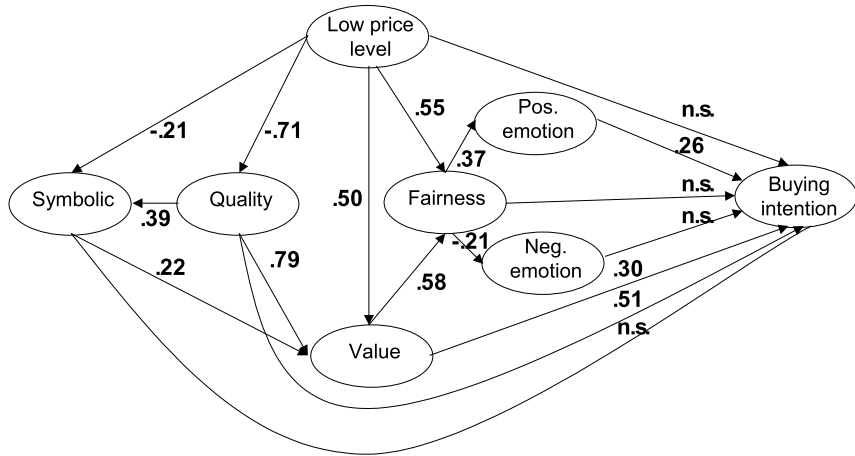 Low price
level
n.s.
.55
Pos.
emotion
-.21
-.71
.26
.37
Symbolic
Quality
.50
Fairness
n.s.
Buying
intention
.39
n.s.
-.21
Neg.
emotion
.22
.79
.58
.30
.51
n.s.
Value